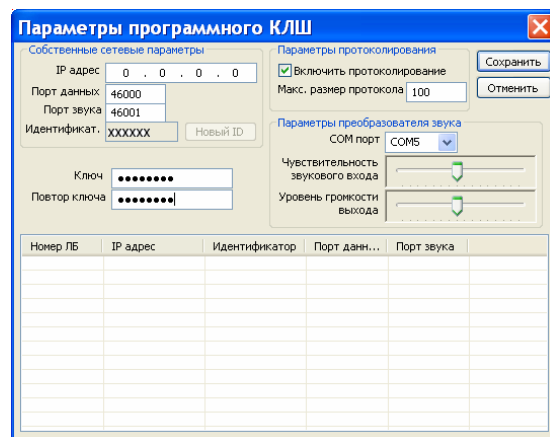 Параметры программного КЛШ
Собственные сетевые параметры
IP адрес 0 . 0 . 0 . 0
Порт данных 46000
Порт звука 46001
Идентификат. XXXXXX Новый ID
Ключ ●●●●●●●●
Повтор ключа ●●●●●●●●
Параметры протоколирования
Включить протоколирование
Макс. размер протокола 100
Сохранить
Отменить
Параметры преобразователя звука
COM порт COM5
Чувствительность
звукового входа
Уровень громкости
выхода
Номер ЛБ IP адрес Идентификатор Порт данн... Порт звука